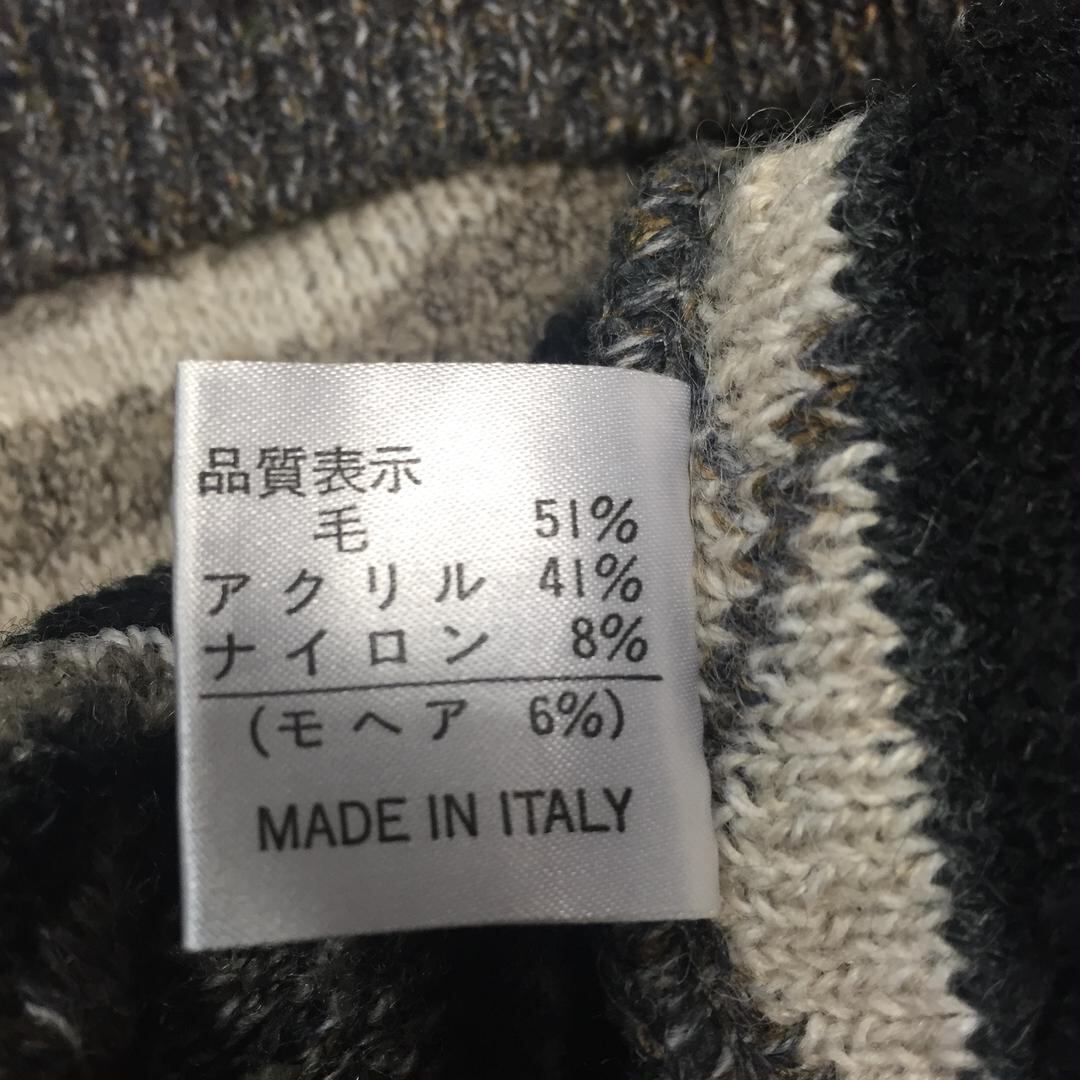 品質表示
毛 51%
アクリル 41%
ナイロン 8%
(モヘア 6%)
MADE IN ITALY